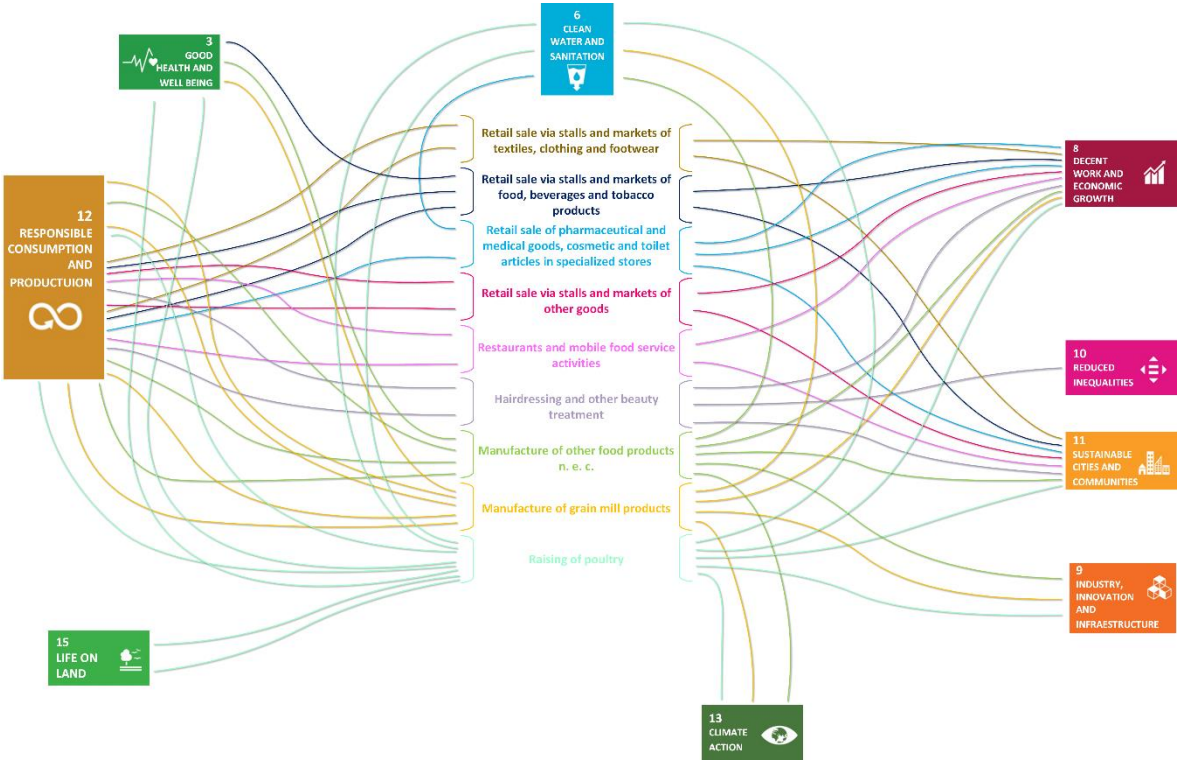 6
CLEAN
WATER AND
SANITATION
3
GOOD
HEALTH AND
WELL BEING
12
RESPONSIBLE
CONSUMPTION
AND
PRODUCTUION
15
LIFE ON
LAND
Retail sale via stalls and markets of
textiles, clothing and footwear
Retail sale via stalls and markets of
food, beverages and tobacco
products
Retail sale of pharmaceutical and
medical goods, cosmetic and toilet
articles in specialized stores
Retail sale via stalls and markets of
other goods
Restaurants and mobile food service
activities
Hairdressing and other beauty
treatment
Manufacture of other food products
n. e. c.
Manufacture of grain mill products
Raising of poultry
8
DECENT
WORK AND
ECONOMIC
GROWTH
10
REDUCED
INEQUALITIES
11
SUSTAINABLE
CITIES AND
COMMUNITIES
9
INDUSTRY,
INNOVATION
AND
INFRAESTRUCTURE
13
CLIMATE
ACTION